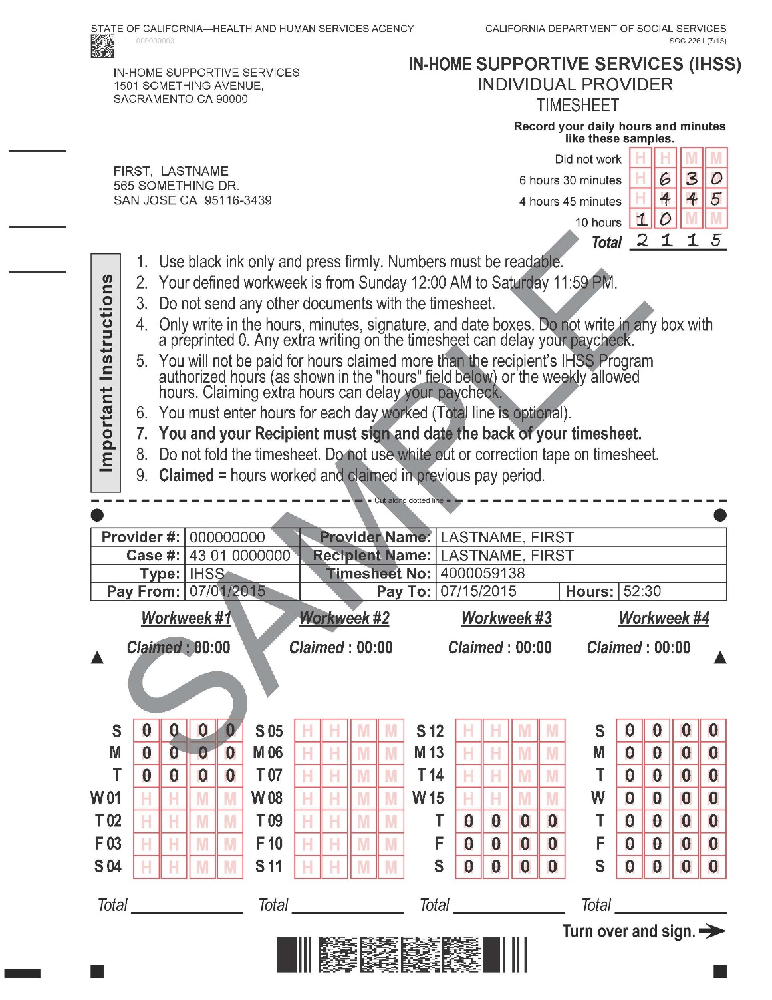 STATE OF CALIFORNIA—HEALTH AND HUMAN SERVICES AGENCY
CALIFORNIA DEPARTMENT OF SOCIAL SERVICES
000000003
SOC 2261 (7/15)
IN-HOME SUPPORTIVE SERVICES
1501 SOMETHING AVENUE,
SACRAMENTO CA 90000
IN-HOME SUPPORTIVE SERVICES (IHSS)
INDIVIDUAL PROVIDER
TIMESHEET
Record your daily hours and minutes
like these samples.
Did not work H H M M
6 hours 30 minutes H 6 3 0
4 hours 45 minutes H 4 4 5
10 hours 1 0 M M
Total 2 1 1 5
FIRST, LASTNAME
565 SOMETHING DR.
SAN JOSE CA 95116-3439
Important Instructions
1. Use black ink only and press firmly. Numbers must be readable.
2. Your defined workweek is from Sunday 12:00 AM to Saturday 11:59 PM.
3. Do not send any other documents with the timesheet.
4. Only write in the hours, minutes, signature, and date boxes. Do not write in any box with
a preprinted 0. Any extra writing on the timesheet can delay your paycheck.
5. You will not be paid for hours claimed more than the recipient's IHSS Program
authorized hours (as shown in the "hours" field below) or the weekly allowed
hours. Claiming extra hours can delay your paycheck.
6. You must enter hours for each day worked (Total line is optional).
7. You and your Recipient must sign and date the back of your timesheet.
8. Do not fold the timesheet. Do not use white out or correction tape on timesheet.
9. Claimed = hours worked and claimed in previous pay period.
Cut along dotted line
SAMPLE
Provider #: 000000000 Provider Name: LASTNAME, FIRST
Case #: 43 01 0000000 Recipient Name: LASTNAME, FIRST
Type: IHSS Timesheet No: 4000059138
Pay From: 07/01/2015 Pay To: 07/15/2015 Hours: 52:30
Workweek #1 Workweek #2 Workweek #3 Workweek #4
Claimed : 00:00 Claimed : 00:00 Claimed : 00:00 Claimed : 00:00
S 0 0 0 0 S 05 H H M M S 12 H H M M S 0 0 0 0
M 0 0 0 0 M 06 H H M M M 13 H H M M M 0 0 0 0
T 0 0 0 0 T 07 H H M M T 14 H H M M T 0 0 0 0
W 01 H H M M W 08 H H M M W 15 H H M M W 0 0 0 0
T 02 H H M M T 09 H H M M T 0 0 0 0 T 0 0 0 0
F 03 H H M M F 10 H H M M F 0 0 0 0 F 0 0 0 0
S 04 H H M M S 11 H H M M S 0 0 0 0 S 0 0 0 0
Total Total Total Total
Turn over and sign.